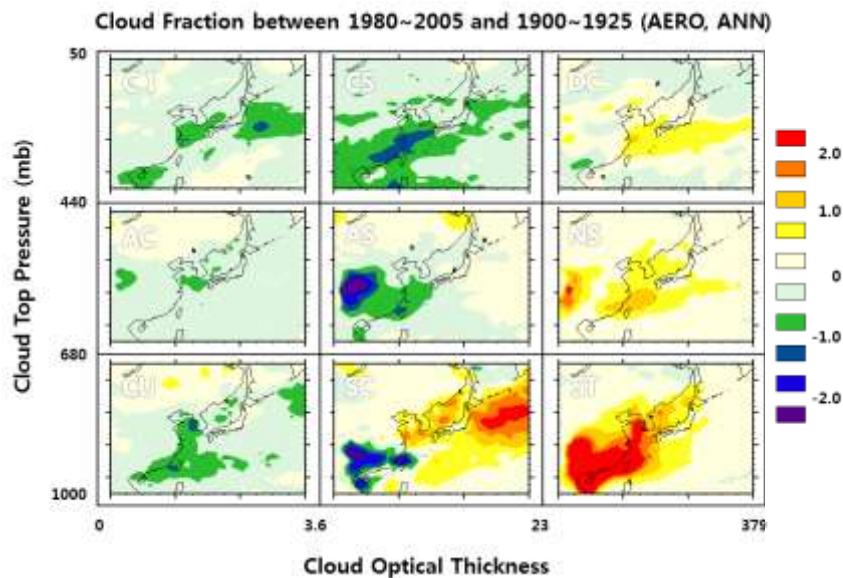 Cloud Fraction between 1980~2005 and 1900~1925 (AERO, ANN)
50
CI
CS
DC
440
AC
AS
NS
680
CU
SC
ST
1000
0
3.6
23
379
Cloud Top Pressure (mb)
Cloud Optical Thickness
2.0
1.0
0
-1.0
-2.0